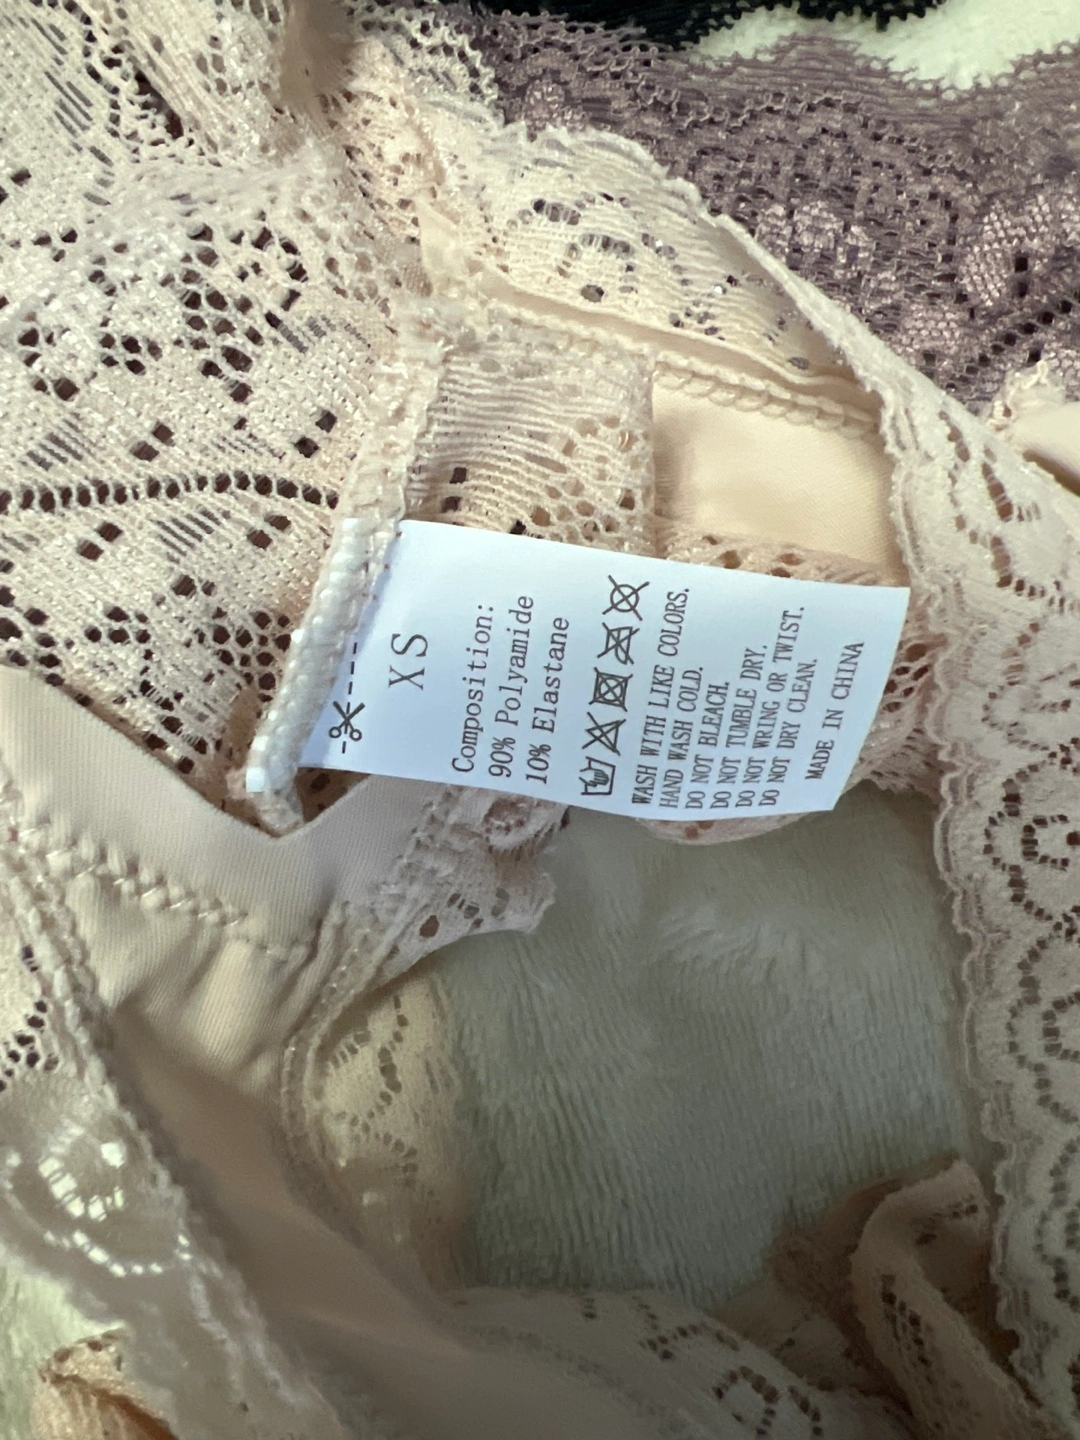 XS
Composition:
90% Polyamide
10% Elastane
WASH WITH LIKE COLORS.
HAND WASH COLD.
DO NOT BLEACH.
DO NOT TUMBLE DRY.
DO NOT WRING OR TWIST.
DO NOT DRY CLEAN.
MADE IN CHINA